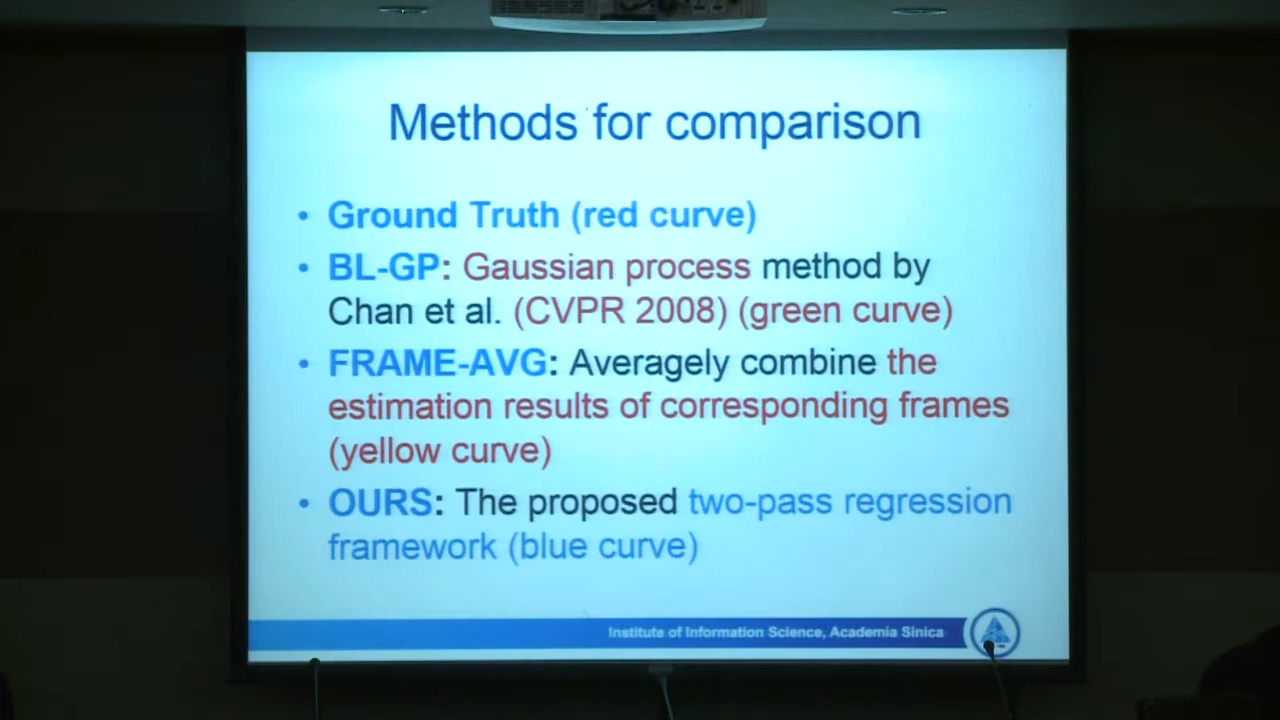 Methods for comparison
• Ground Truth (red curve)
• BL-GP: Gaussian process method by
Chan et al. (CVPR 2008) (green curve)
• FRAME-AVG: Averagely combine the
estimation results of corresponding frames
(yellow curve)
• OURS: The proposed two-pass regression
framework (blue curve)
Institute of Information Science, Academia Sinica